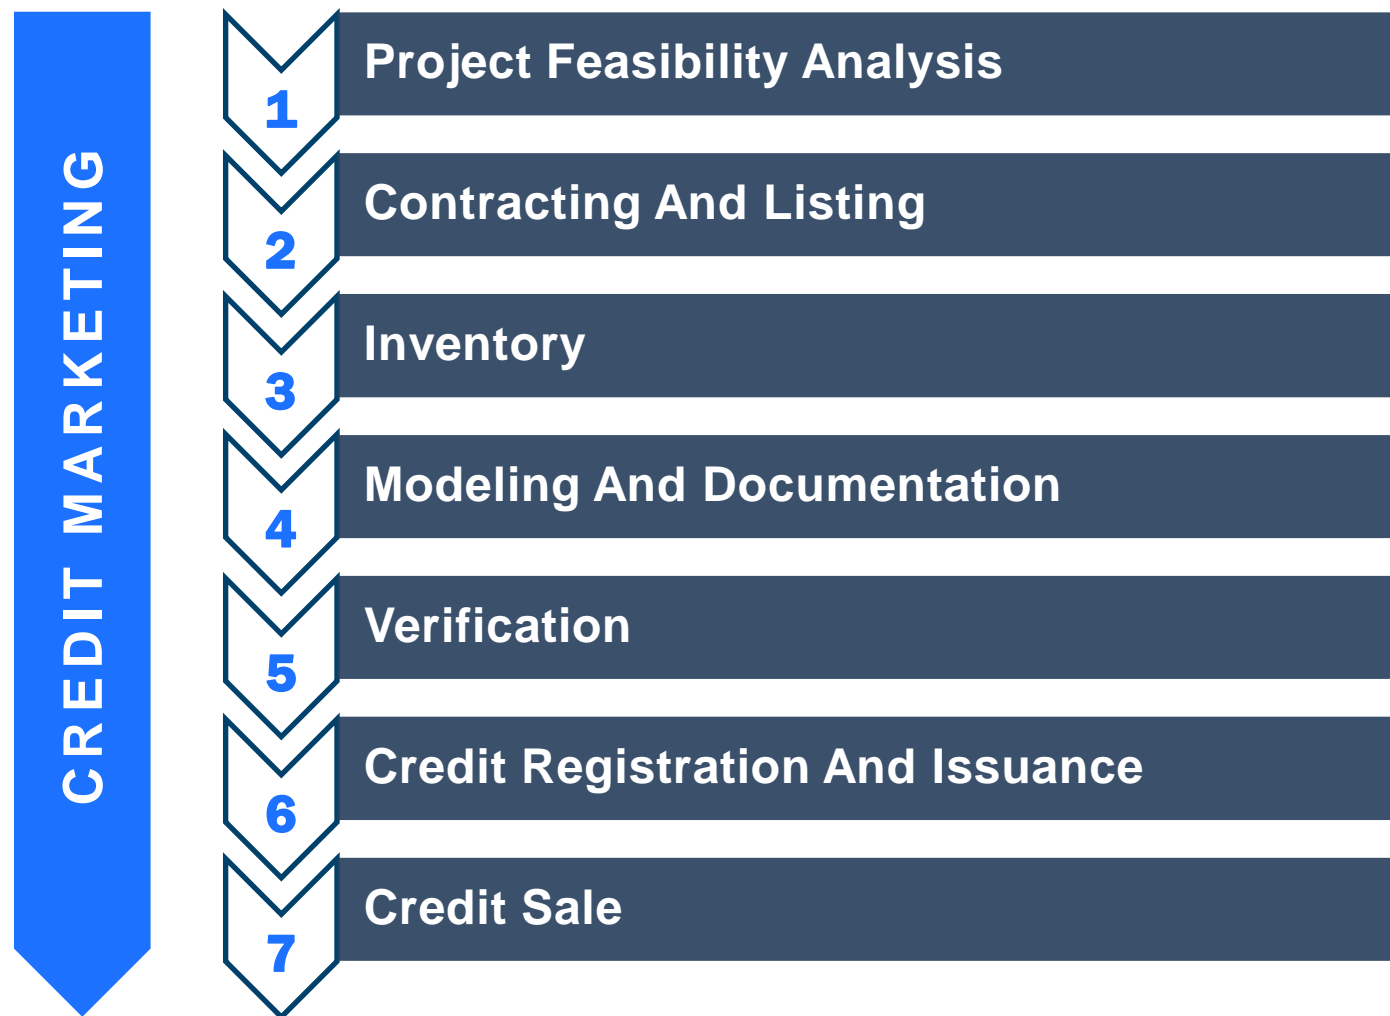 CREDIT MARKETING
1
Project Feasibility Analysis
2
Contracting And Listing
3
Inventory
4
Modeling And Documentation
5
Verification
6
Credit Registration And Issuance
7
Credit Sale